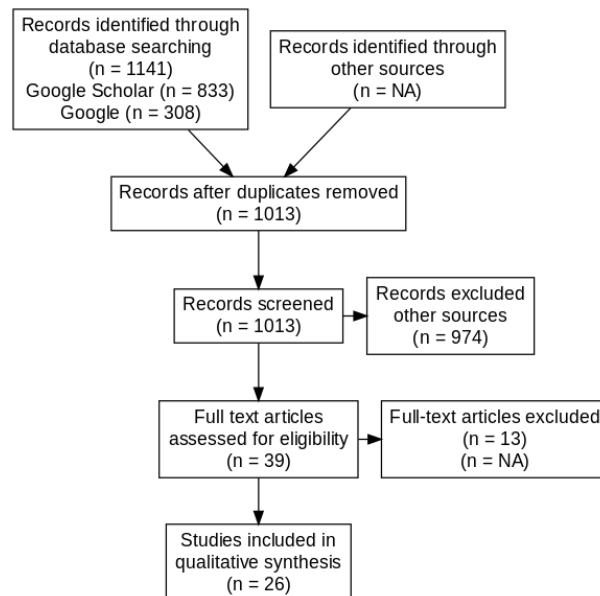 Records identified through
database searching
(n = 1141)
Google Scholar (n = 833)
Google (n = 308)
Records identified through
other sources
(n = NA)
Records after duplicates removed
(n = 1013)
Records screened
(n = 1013)
Records excluded
other sources
(n = 974)
Full text articles
assessed for eligibility
(n = 39)
Full-text articles excluded
(n = 13)
(n = NA)
Studies included in
qualitative synthesis
(n = 26)